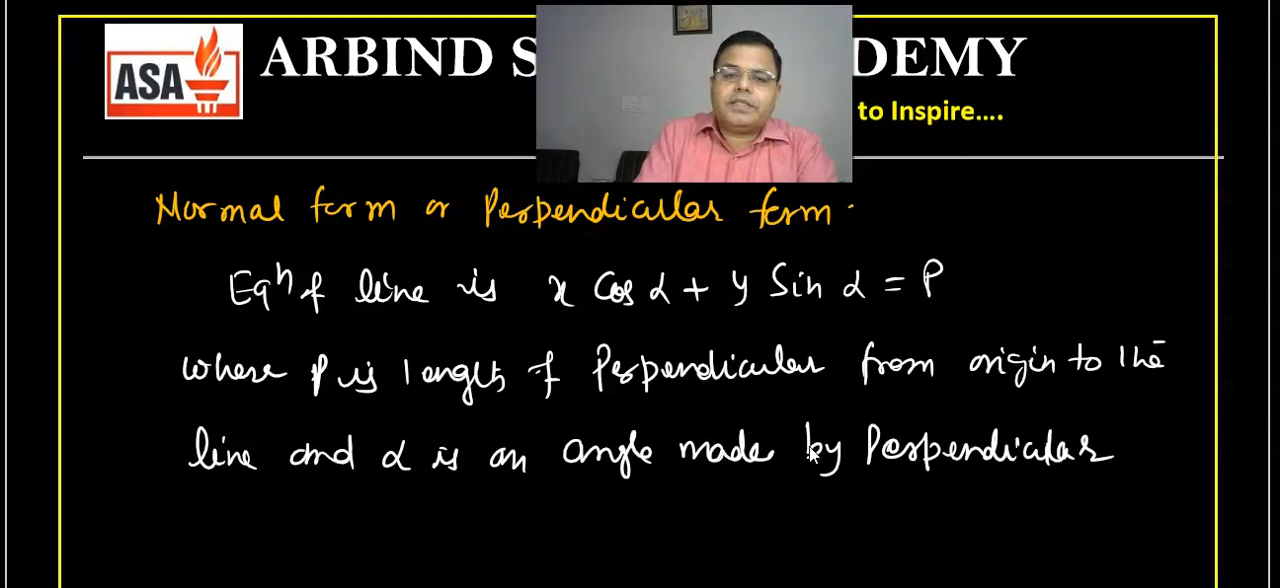 ASA
ARBIND S DEMY
to Inspire....
Normal form or Perpendicular form.
Eqⁿ of line is x Cos α + y Sin α = P
where P is length of Perpendicular from origin to the
line and α is an angle made by Perpendicular